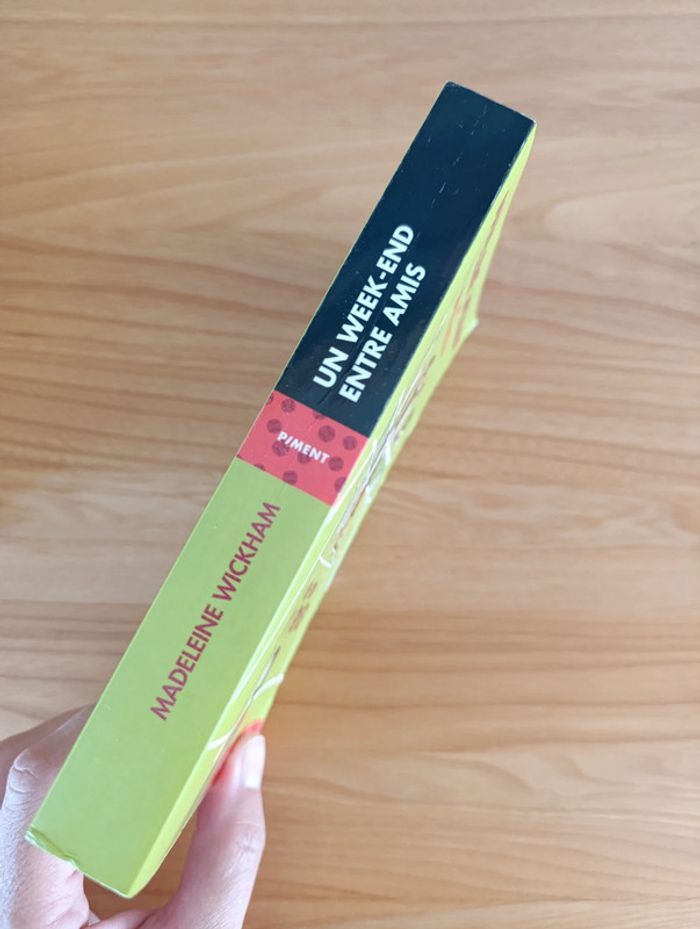 UN WEEK-END
ENTRE AMIS
PIMENT
MADELEINE WICKHAM